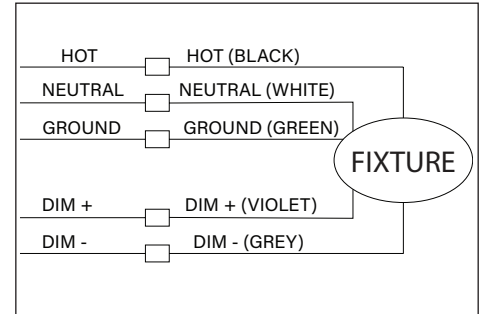 HOT HOT (BLACK)
NEUTRAL NEUTRAL (WHITE)
GROUND GROUND (GREEN)
FIXTURE
DIM + DIM + (VIOLET)
DIM - DIM - (GREY)